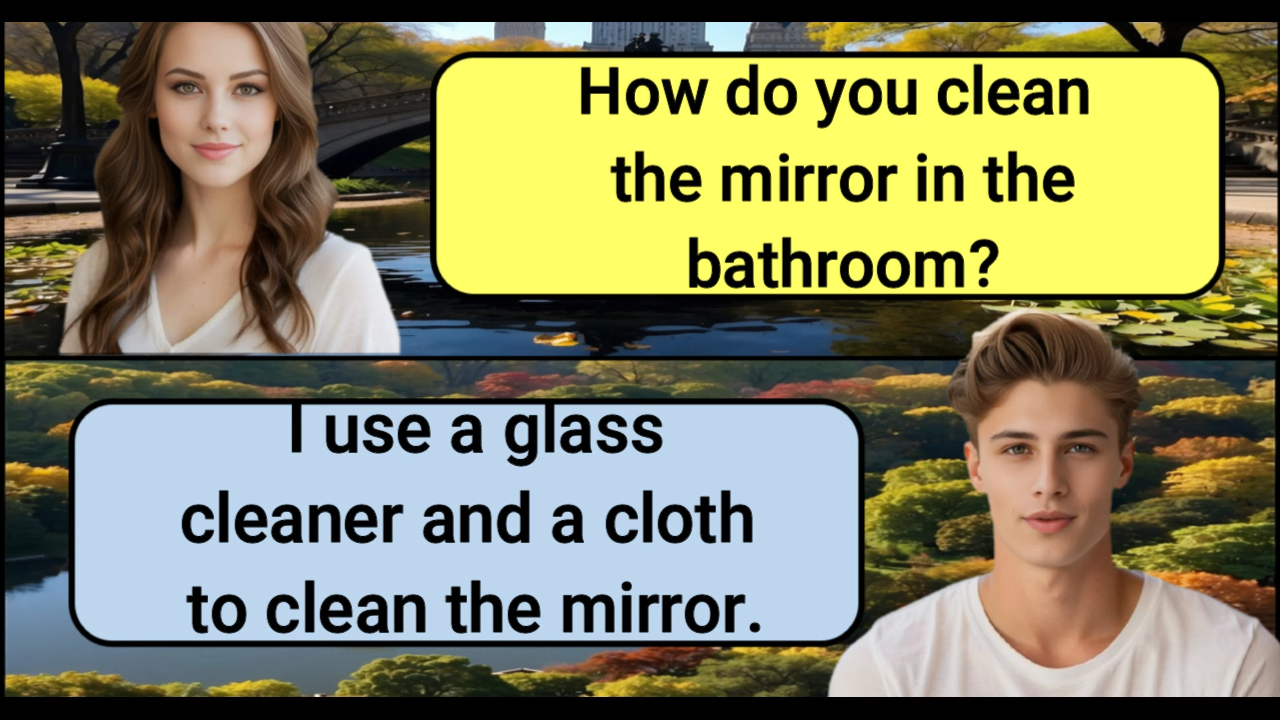 How do you clean
the mirror in the
bathroom?
I use a glass
cleaner and a cloth
to clean the mirror.